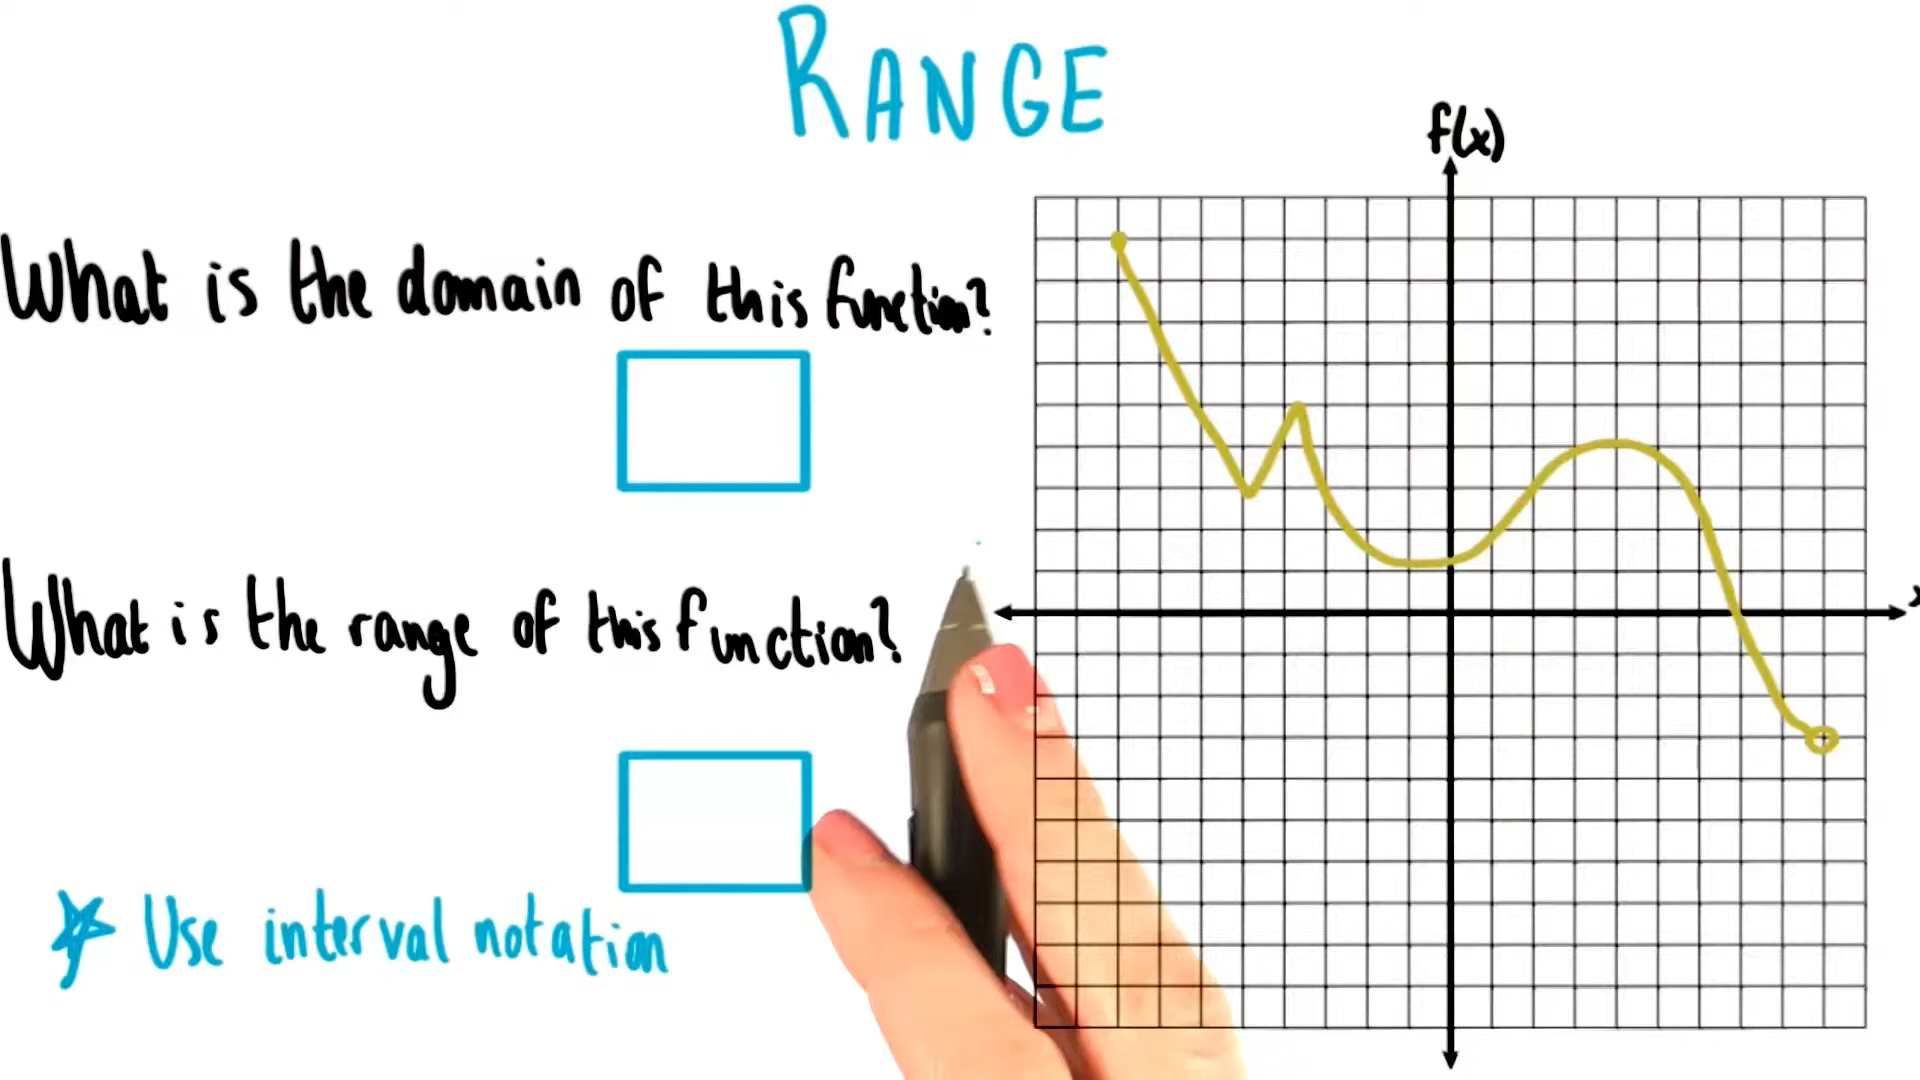 RANGE
f(x)
What is the domain of this function?
What is the range of this function?
* Use interval notation